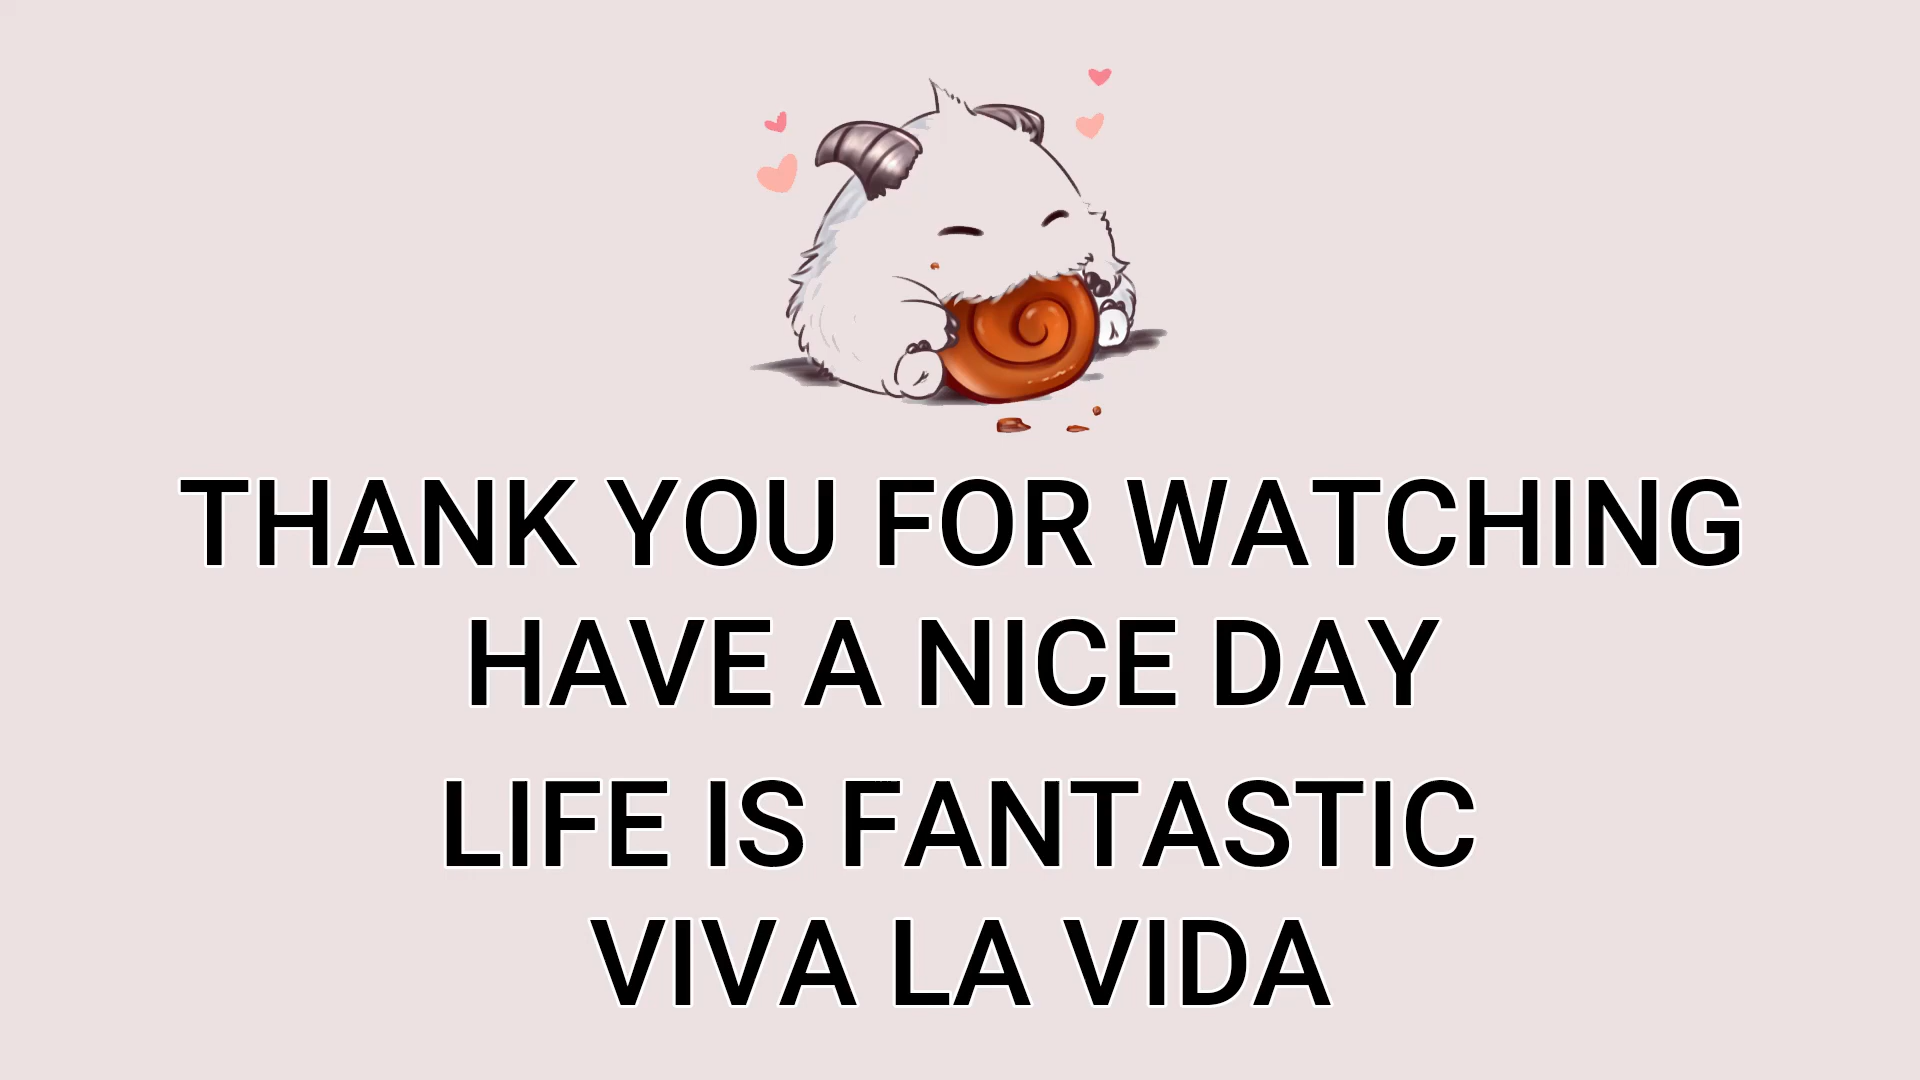 THANK YOU FOR WATCHING
HAVE A NICE DAY
LIFE IS FANTASTIC
VIVA LA VIDA